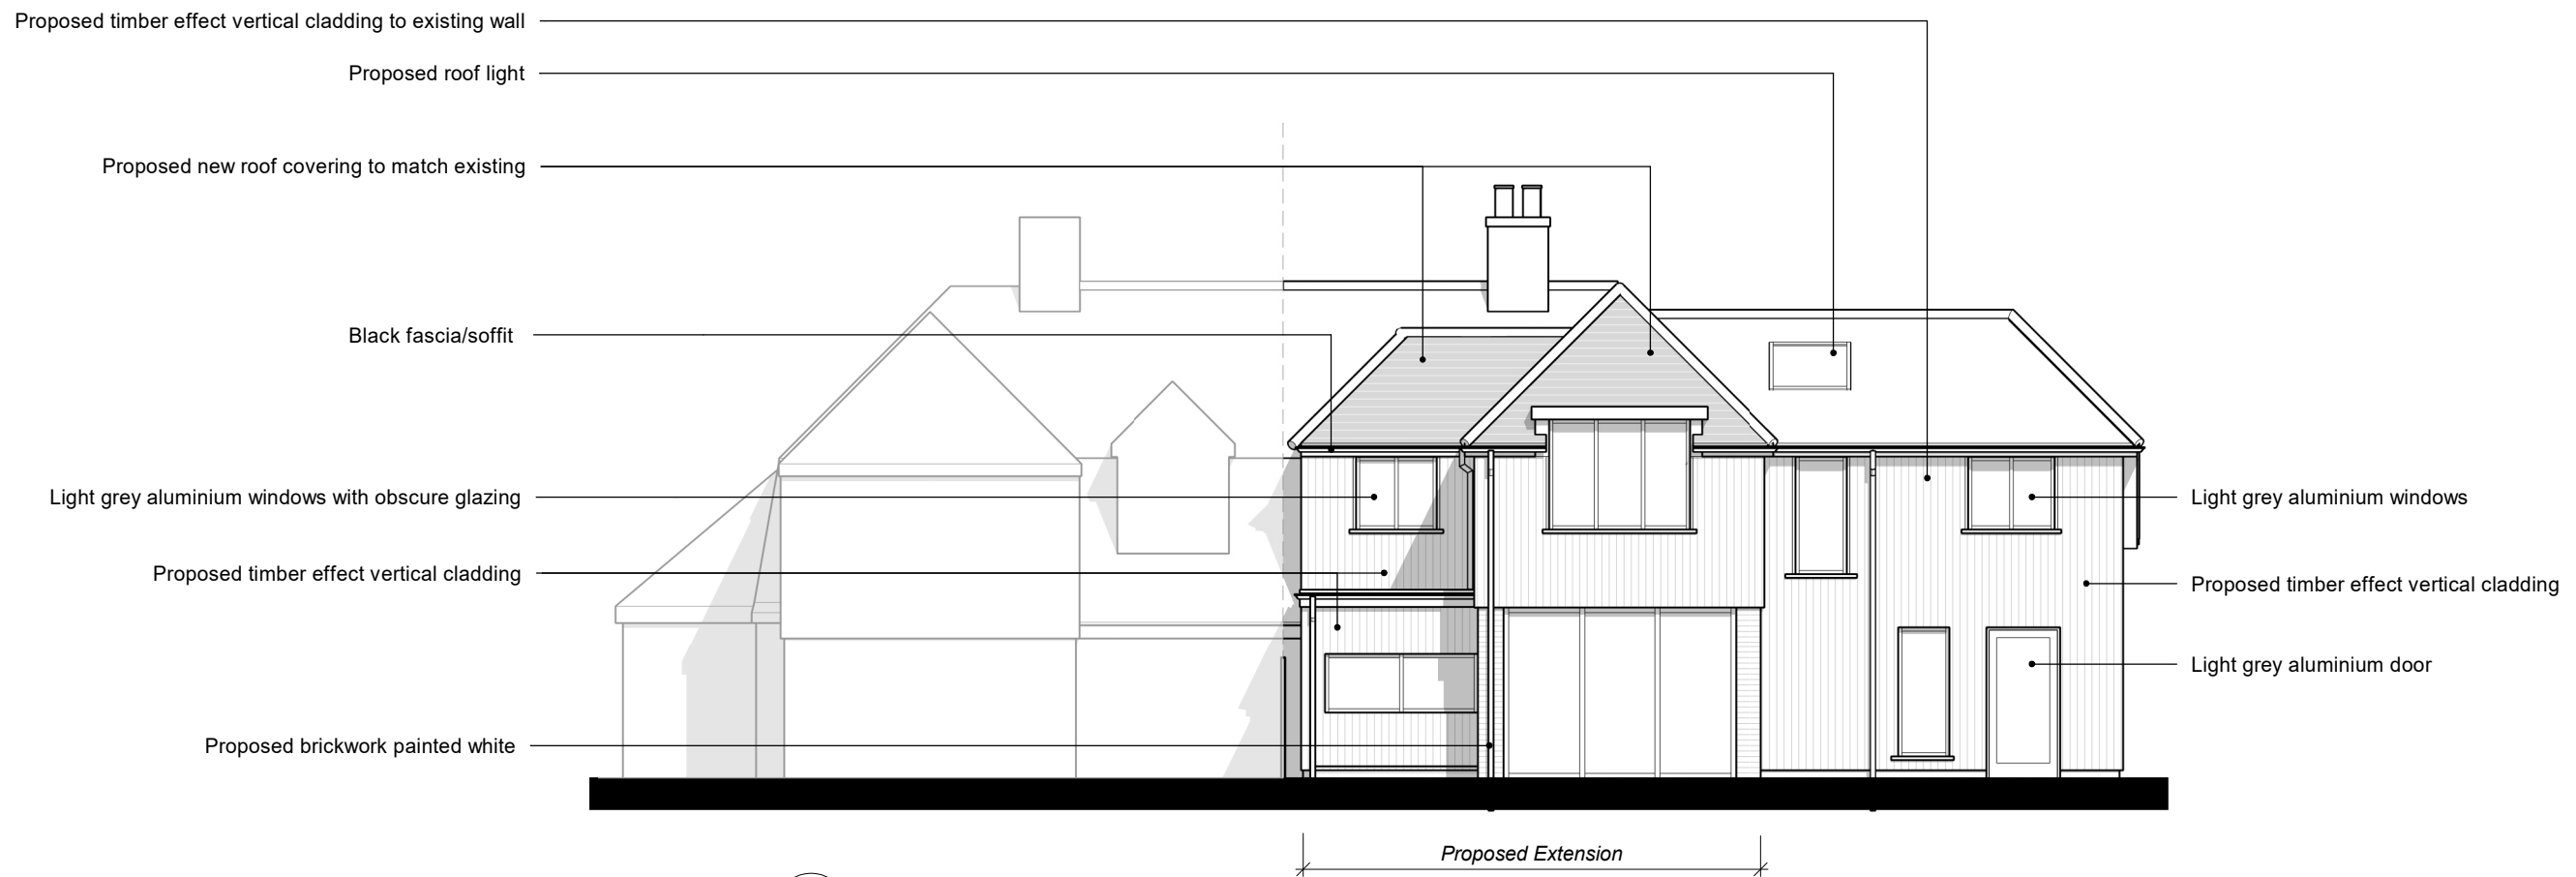 Proposed timber effect vertical cladding to existing wall
Proposed roof light
Proposed new roof covering to match existing
Black fascia/soffit
Light grey aluminium windows with obscure glazing
Light grey aluminium windows
Proposed timber effect vertical cladding
Proposed timber effect vertical cladding
Light grey aluminium door
Proposed brickwork painted white
Proposed Extension